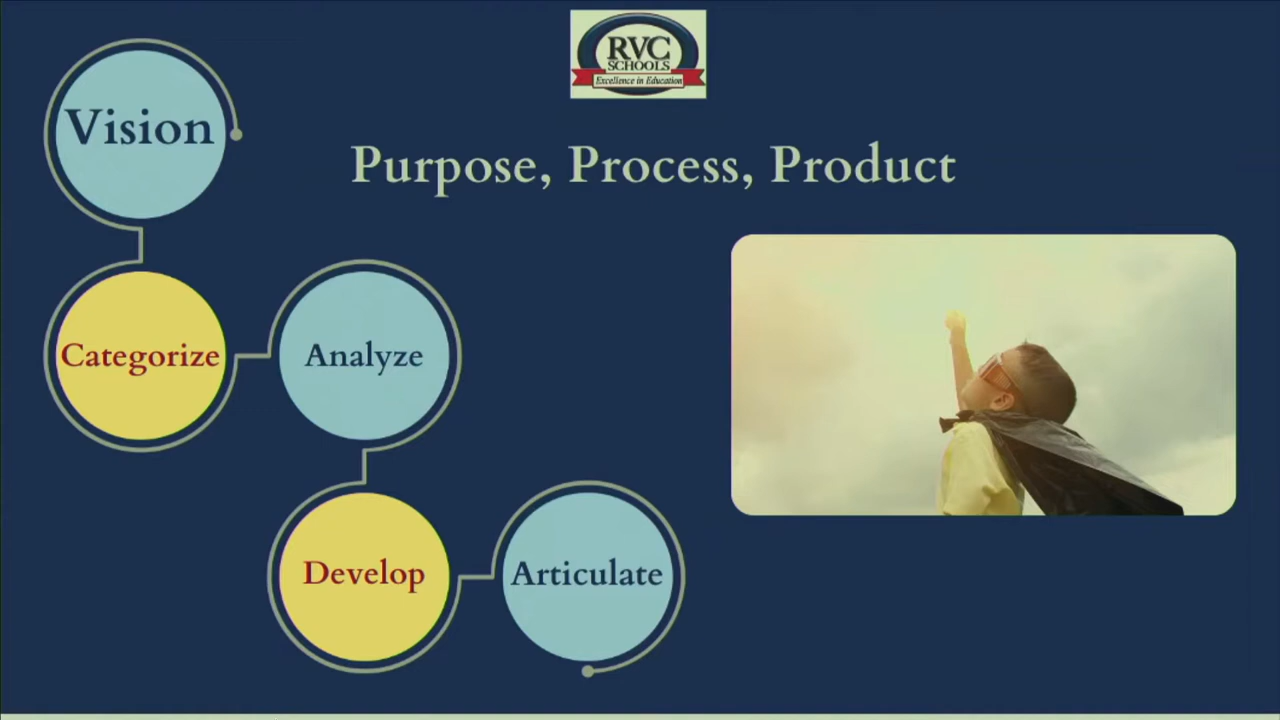 RVC
SCHOOLS
Excellence in Education
Purpose, Process, Product
Vision
Categorize
Analyze
Develop
Articulate